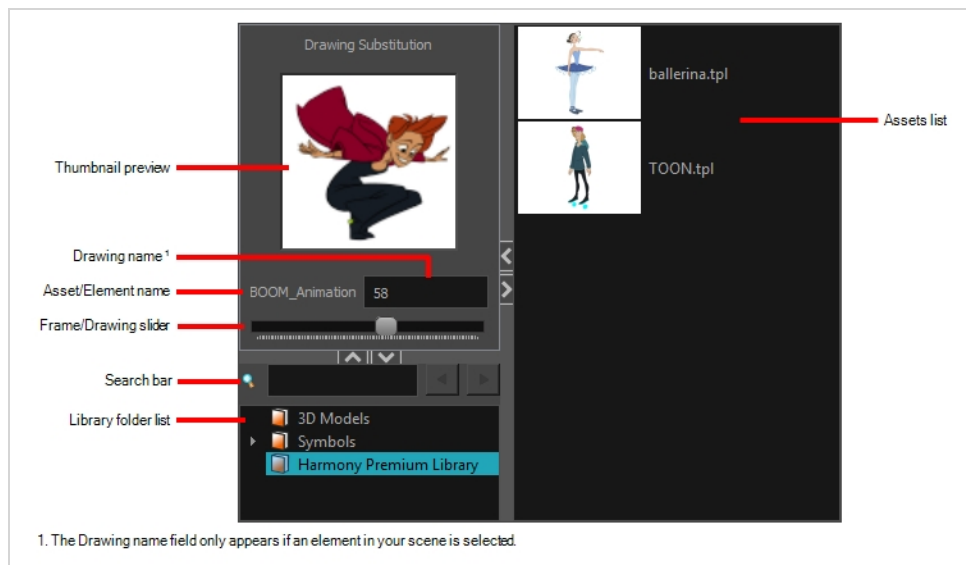 Drawing Substitution
ballerina.tpl
Assets list
Thumbnail preview
TOON.tpl
Drawing name ¹
Asset/Element name
BOOM_Animation 58
Frame/Drawing slider
Search bar
Library folder list
3D Models
Symbols
Harmony Premium Library
1. The Drawing name field only appears if an element in your scene is selected.